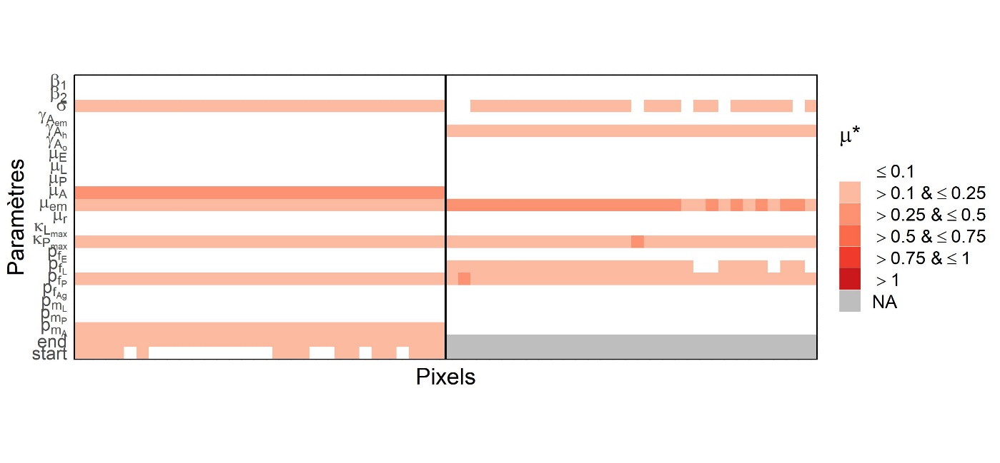 β1
β2
σ
γAem
γAh
γAo
μE
μL
μP
μA
μem
μr
κLmax
κPmax
pfE
pfL
pfP
pfAg
pmL
pmP
pmA
end
start
Paramètres
Pixels
μ*
≤ 0.1
> 0.1 & ≤ 0.25
> 0.25 & ≤ 0.5
> 0.5 & ≤ 0.75
> 0.75 & ≤ 1
> 1
NA